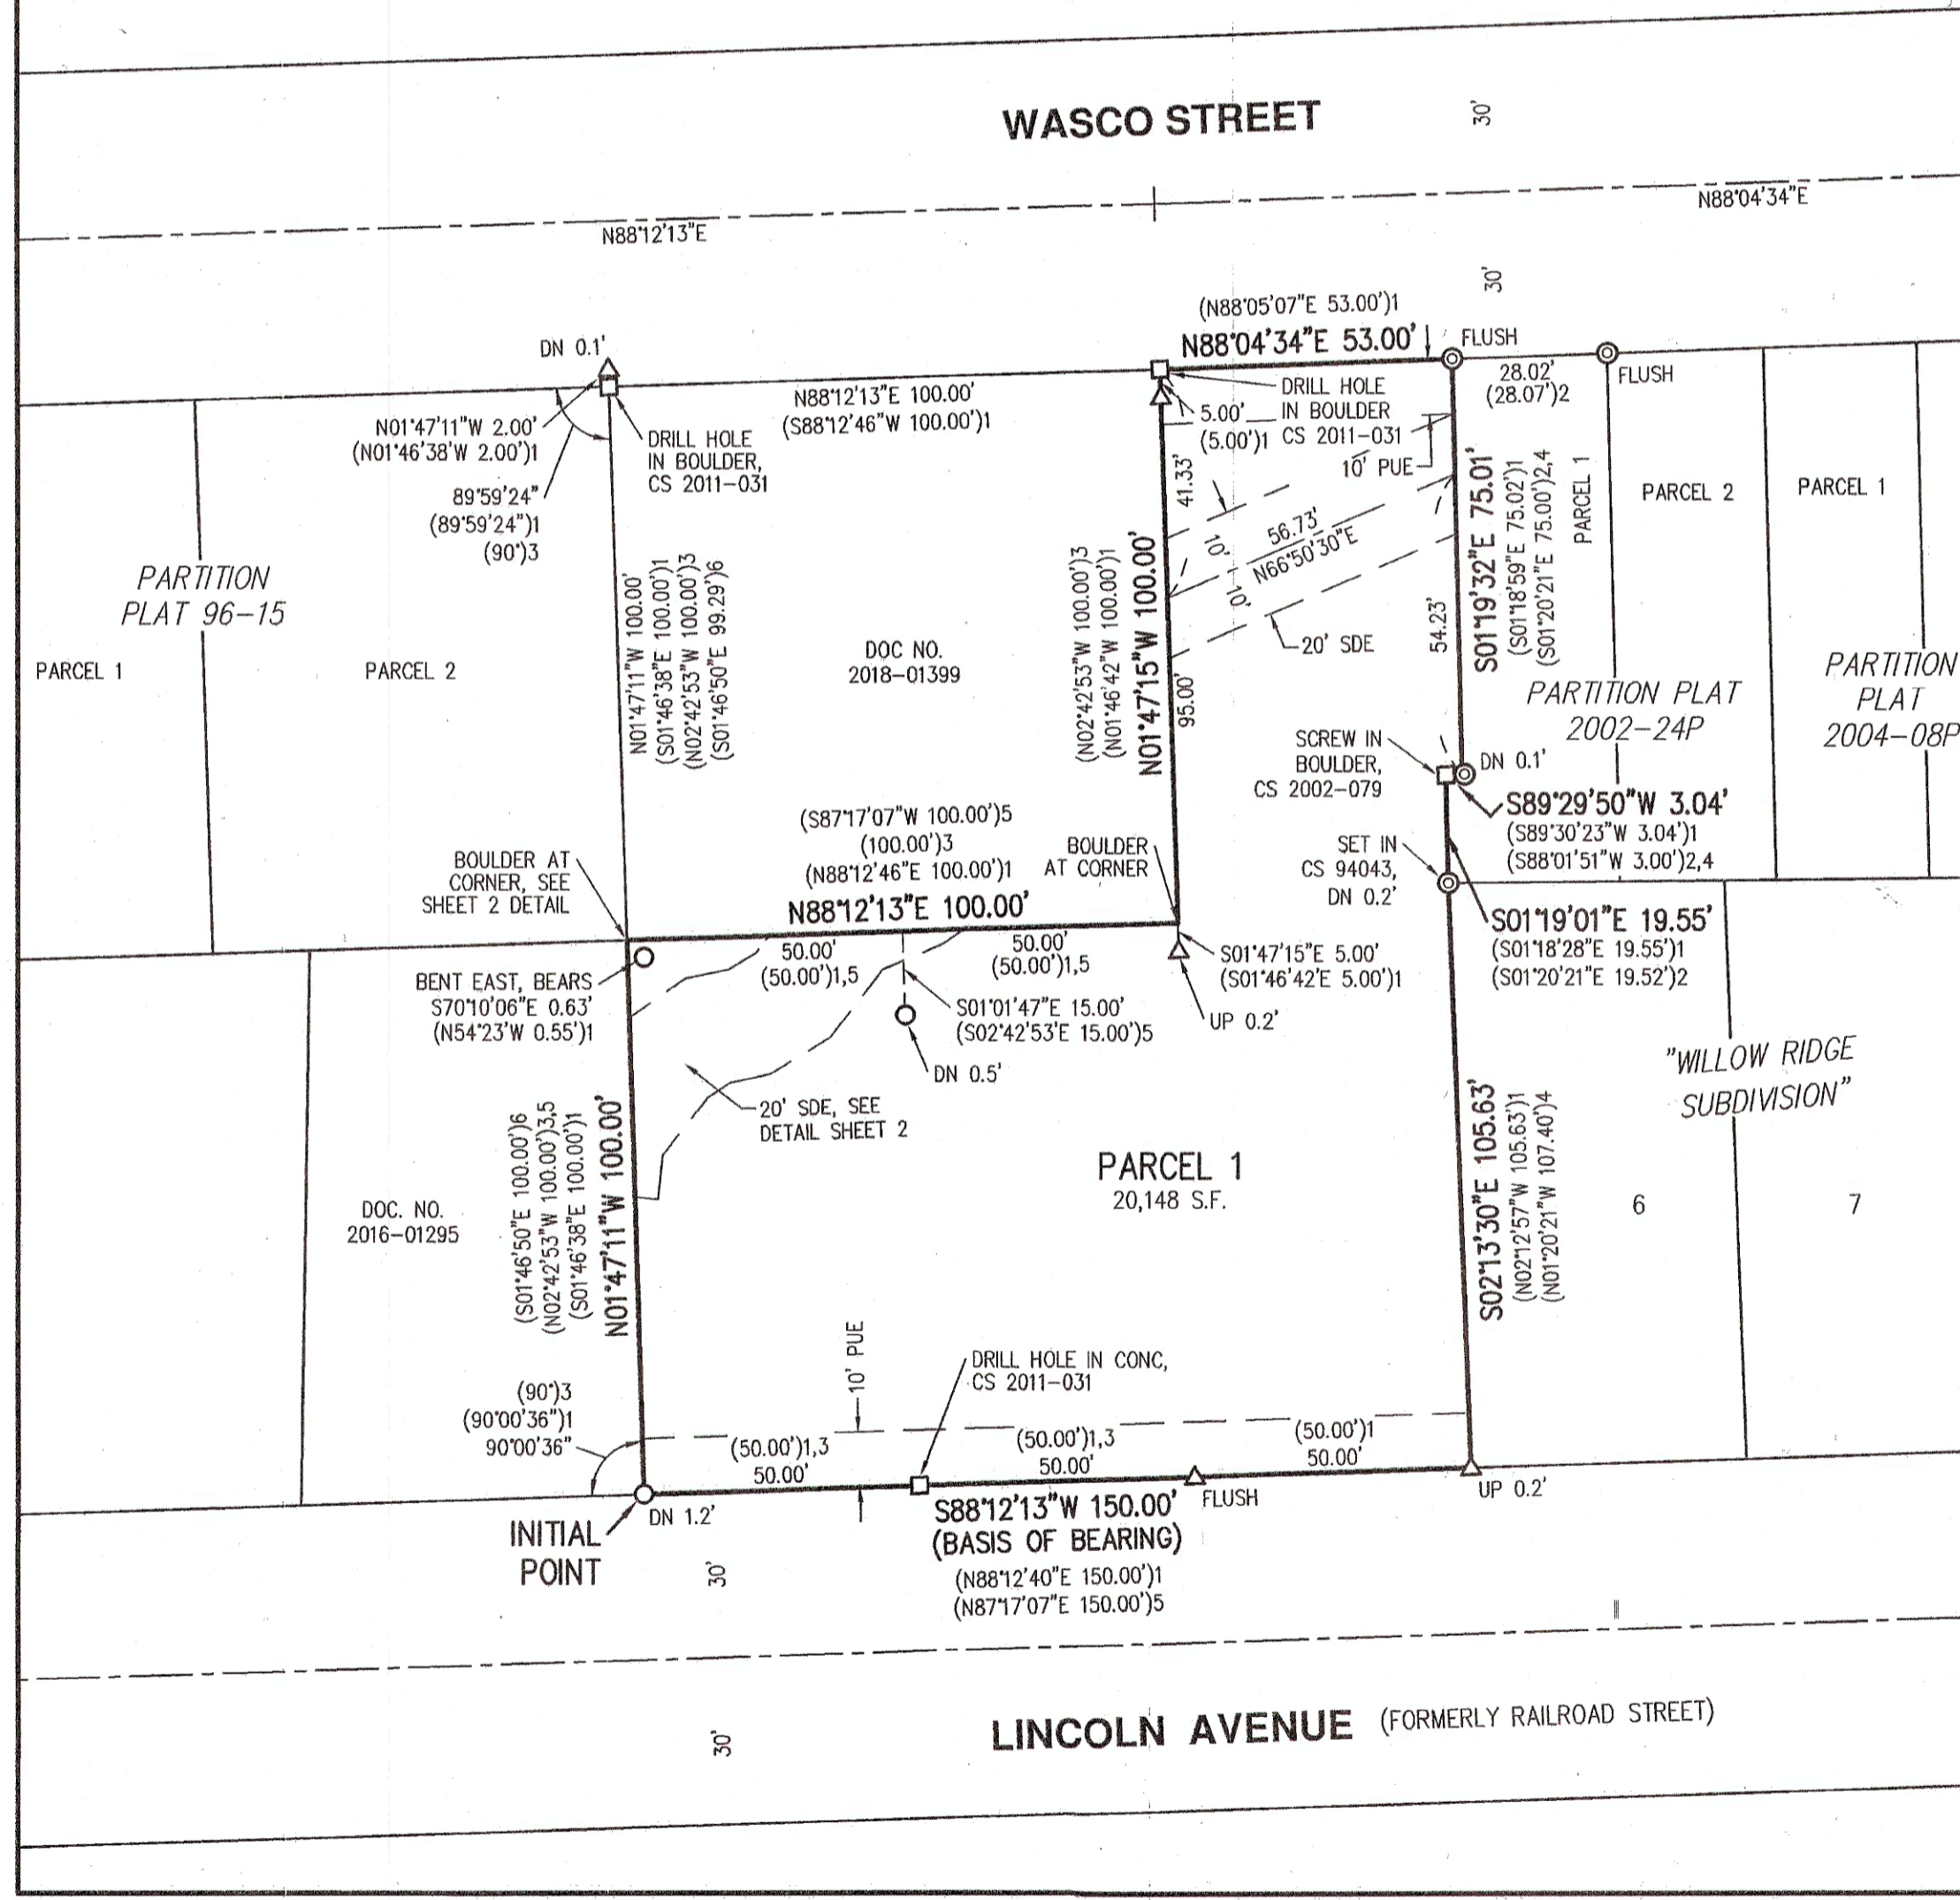 WASCO STREET
30'
N88°04'34"E
N88°12'13"E
30'
(N88°05'07"E 53.00')1
N88°04'34"E 53.00'
FLUSH
DN 0.1'
28.02'
(28.07')2
FLUSH
N88°12'13"E 100.00'
(S88°12'46"W 100.00')1
DRILL HOLE
IN BOULDER
CS 2011-031
5.00'
(5.00')1
10' PUE
N01°47'11"W 2.00'
(N01°46'38'W 2.00')1
DRILL HOLE
IN BOULDER,
CS 2011-031
89°59'24"
(89°59'24")1
(90°)3
41.33'
56.73'
N66°50'30"E
10'
10'
20' SDE
S01°19'32"E 75.01'
(S01°18'59"E 75.02')1
(S01°20'21"E 75.00')2,4
54.23'
PARCEL 1
PARCEL 2
PARCEL 1
PARTITION
PLAT 96-15
PARCEL 1
PARCEL 2
N01°47'11"W 100.00'
(S01°46'38"E 100.00')1
(N02°42'53"W 100.00')3
(S01°46'50"E 99.29')6
DOC NO.
2018-01399
(N02°42'53"W 100.00')3
(N01°46'42"W 100.00')1
N01°47'15"W 100.00'
95.00'
PARTITION PLAT
2002-24P
PARTITION
PLAT
2004-08P
SCREW IN
BOULDER,
CS 2002-079
DN 0.1'
S89°29'50"W 3.04'
(S89°30'23"W 3.04')1
(S88°01'51"W 3.00')2,4
SET IN
CS 94043,
DN 0.2'
(S87°17'07"W 100.00')5
(100.00')3
(N88°12'46"E 100.00')1
N88°12'13"E 100.00'
BOULDER
AT CORNER
BOULDER AT
CORNER, SEE
SHEET 2 DETAIL
S01°19'01"E 19.55'
(S01°18'28"E 19.55')1
(S01°20'21"E 19.52')2
50.00'
(50.00')1,5
50.00'
(50.00')1,5
S01°47'15"E 5.00'
(S01°46'42"E 5.00')1
UP 0.2'
BENT EAST, BEARS
S70°10'06"E 0.63'
(N54°23'W 0.55')1
S01°01'47"E 15.00'
(S02°42'53'E 15.00')5
DN 0.5'
20' SDE, SEE
DETAIL SHEET 2
"WILLOW RIDGE
SUBDIVISION"
6
7
PARCEL 1
20,148 S.F.
S02°13'30"E 105.63'
(N02°12'57"W 105.63')1
(N01°20'21"W 107.40')4
DOC. NO.
2016-01295
(S01°46'50"E 100.00')6
(N02°42'53"W 100.00')3,5
(S01°46'38"E 100.00')1
N01°47'11"W 100.00'
10' PUE
DRILL HOLE IN CONC,
CS 2011-031
(90°)3
(90°00'36")1
90°00'36"
(50.00')1,3
50.00'
(50.00')1,3
50.00'
(50.00')1
50.00'
DN 1.2'
INITIAL
POINT
S88°12'13"W 150.00'
(BASIS OF BEARING)
(N88°12'40"E 150.00')1
(N87°17'07"E 150.00')5
FLUSH
UP 0.2'
30'
30'
LINCOLN AVENUE (FORMERLY RAILROAD STREET)